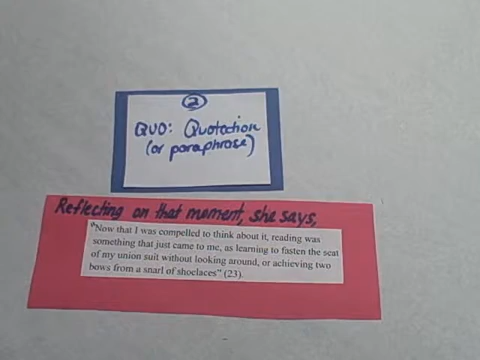 2
QUO: Quotation
(or paraphrase)
Reflecting on that moment, she says,
"Now that I was compelled to think about it, reading was
something that just came to me, as learning to fasten the seat
of my union suit without looking around, or achieving two
bows from a snarl of shoelaces" (23).